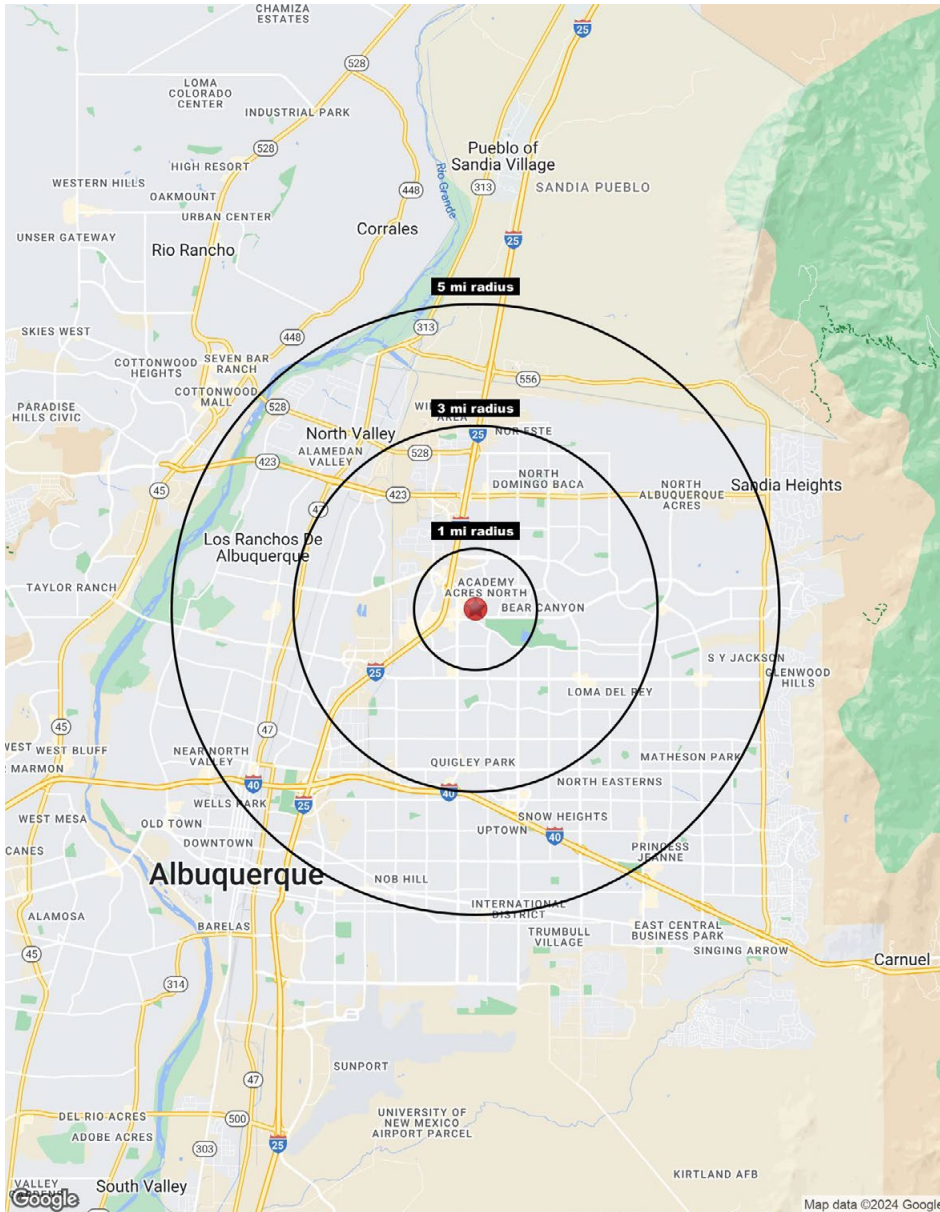 CHAMIZA
ESTATES
25
528
LOMA
COLORADO
CENTER
INDUSTRIAL PARK
528
Pueblo of
Sandia Village
HIGH RESORT
WESTERN HILLS
448
313
SANDIA PUEBLO
OAKMOUNT
Rio Grande
URBAN CENTER
UNSER GATEWAY
Corrales
25
Rio Rancho
5 mi radius
SKIES WEST
448
313
COTTONWOOD
HEIGHTS
SEVEN BAR
RANCH
COTTONWOOD
MALL
556
PARADISE
HILLS CIVIC
528
3 mi radius
AREA
NOR ESTE
25
North Valley
ALAMEDAN
VALLEY
528
423
45
NORTH
DOMINGO BACA
NORTH
ALBUQUERQUE
ACRES
Sandia Heights
423
47
1 mi radius
Los Ranchos De
Albuquerque
TAYLOR RANCH
ACADEMY
ACRES NORTH
BEAR CANYON
S Y JACKSON
GLENWOOD
HILLS
25
LOMA DEL REY
45
47
WEST BLUFF
NEAR NORTH
VALLEY
QUIGLEY PARK
MATHESON PARK
MARMON
40
40
NORTH EASTERNS
WELLS PARK
25
WEST MESA
OLD TOWN
SNOW HEIGHTS
UPTOWN
40
DOWNTOWN
PRINCESS
JEANNE
Albuquerque
NOB HILL
INTERNATIONAL
DISTRICT
ALAMOSA
BARELAS
TRUMBULL
VILLAGE
EAST CENTRAL
BUSINESS PARK
SINGING ARROW
45
Carnuel
314
SUNPORT
47
DEL RIO ACRES
500
UNIVERSITY OF
NEW MEXICO
AIRPORT PARCEL
ADOBE ACRES
303
25
KIRTLAND AFB
VALLEY
South Valley
Google
Map data ©2024 Google